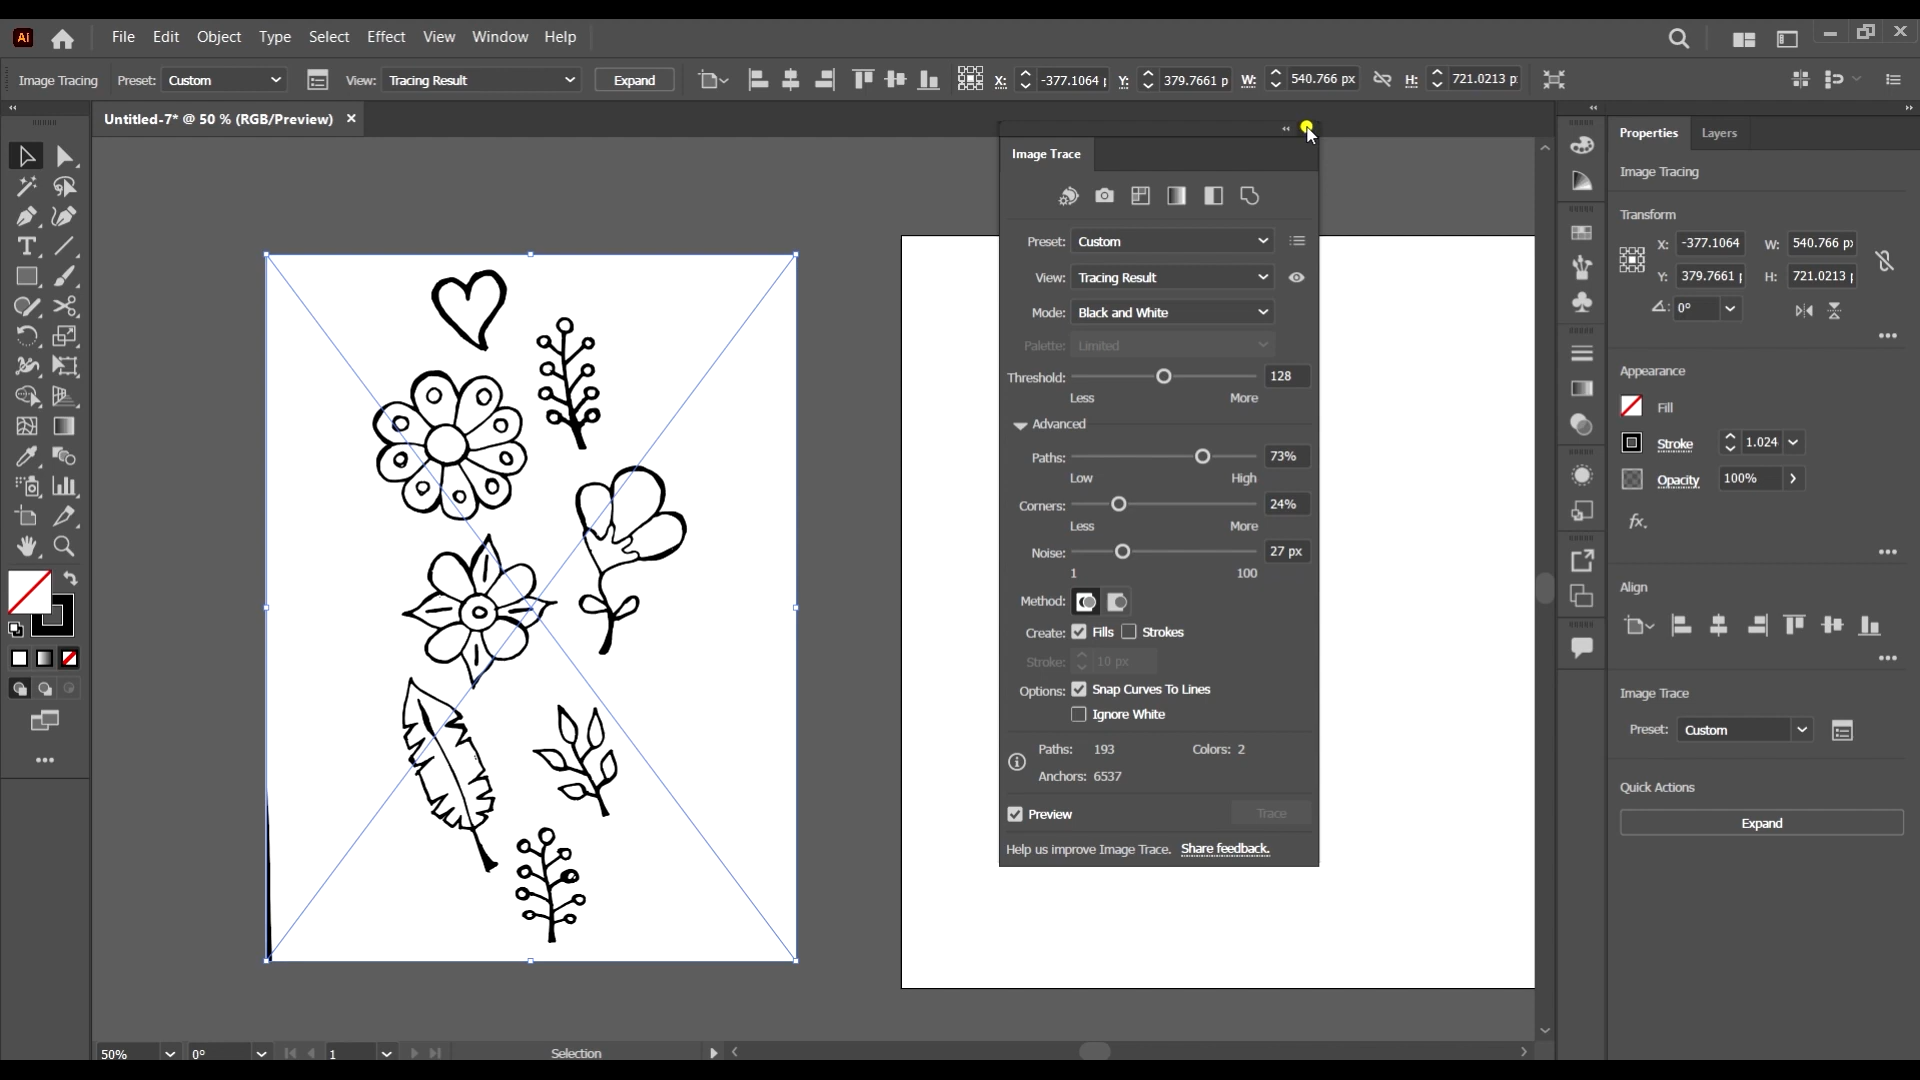 Ai File Edit Object Type Select Effect View Window Help
Image Tracing Preset: Custom View: Tracing Result Expand X: -377.1064 Y: 379.7661 p W: 540.766 px H: 721.0213 p
Untitled-7* @ 50 % (RGB/Preview) ×
Image Trace
Preset: Custom
View: Tracing Result
Mode: Black and White
Palette: Limited
Threshold: 128
Less More
Advanced
Paths: 73%
Low High
Corners: 24%
Less More
Noise: 27 px
1 100
Method:
Create: Fills Strokes
Stroke: 10 px
Options: Snap Curves To Lines
Ignore White
Paths: 193 Colors: 2
Anchors: 6537
Preview Trace
Help us improve Image Trace. Share feedback.
Properties Layers
Image Tracing
Transform
X: -377.1064 W: 540.766 px
Y: 379.7661 H: 721.0213
0°
Appearance
Fill
Stroke 1.024
Opacity 100%
fx.
Align
Image Trace
Preset: Custom
Quick Actions
Expand
50% 0° 1 Selection